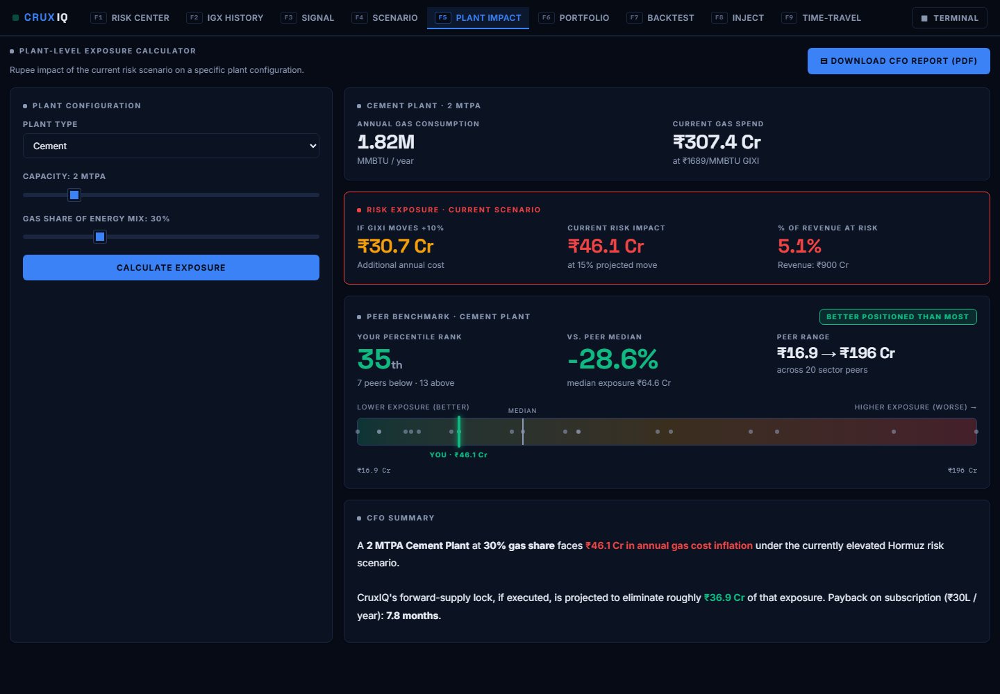 CRUXIQ
F1 RISK CENTER
F2 IGX HISTORY
F3 SIGNAL
F4 SCENARIO
F5 PLANT IMPACT
F6 PORTFOLIO
F7 BACKTEST
F8 INJECT
F9 TIME-TRAVEL
TERMINAL
PLANT-LEVEL EXPOSURE CALCULATOR
Rupee impact of the current risk scenario on a specific plant configuration.
DOWNLOAD CFO REPORT (PDF)
PLANT CONFIGURATION
PLANT TYPE
Cement
CAPACITY: 2 MTPA
GAS SHARE OF ENERGY MIX: 30%
CALCULATE EXPOSURE
CEMENT PLANT · 2 MTPA
ANNUAL GAS CONSUMPTION
1.82M
MMBTU / year
CURRENT GAS SPEND
₹307.4 Cr
at ₹1689/MMBTU GIXI
RISK EXPOSURE · CURRENT SCENARIO
IF GIXI MOVES +10%
₹30.7 Cr
Additional annual cost
CURRENT RISK IMPACT
₹46.1 Cr
at 15% projected move
% OF REVENUE AT RISK
5.1%
Revenue: ₹900 Cr
PEER BENCHMARK · CEMENT PLANT
BETTER POSITIONED THAN MOST
YOUR PERCENTILE RANK
35th
7 peers below · 13 above
VS. PEER MEDIAN
-28.6%
median exposure ₹64.6 Cr
PEER RANGE
₹16.9 → ₹196 Cr
across 20 sector peers
LOWER EXPOSURE (BETTER)
MEDIAN
HIGHER EXPOSURE (WORSE) →
YOU · ₹46.1 Cr
₹16.9 Cr
₹196 Cr
CFO SUMMARY
A 2 MTPA Cement Plant at 30% gas share faces ₹46.1 Cr in annual gas cost inflation under the currently elevated Hormuz risk
scenario.
CruxIQ's forward-supply lock, if executed, is projected to eliminate roughly ₹36.9 Cr of that exposure. Payback on subscription (₹30L /
year): 7.8 months.